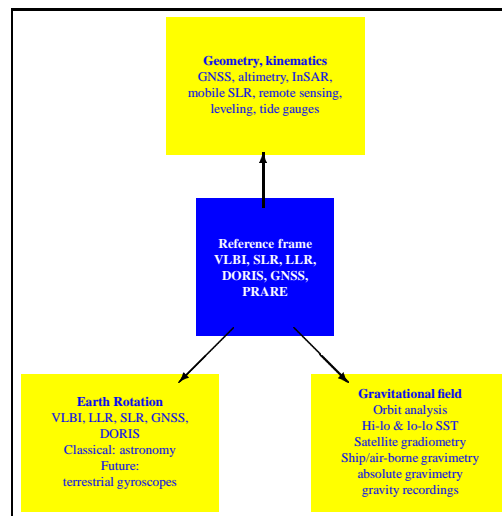 Geometry, kinematics
GNSS, altimetry, InSAR,
mobile SLR, remote sensing,
leveling, tide gauges
Reference frame
VLBI, SLR, LLR,
DORIS, GNSS,
PRARE
Earth Rotation
VLBI, LLR, SLR, GNSS,
DORIS
Classical: astronomy
Future:
terrestrial gyroscopes
Gravitational field
Orbit analysis
Hi-lo & lo-lo SST
Satellite gradiometry
Ship/air-borne gravimetry
absolute gravimetry
gravity recordings